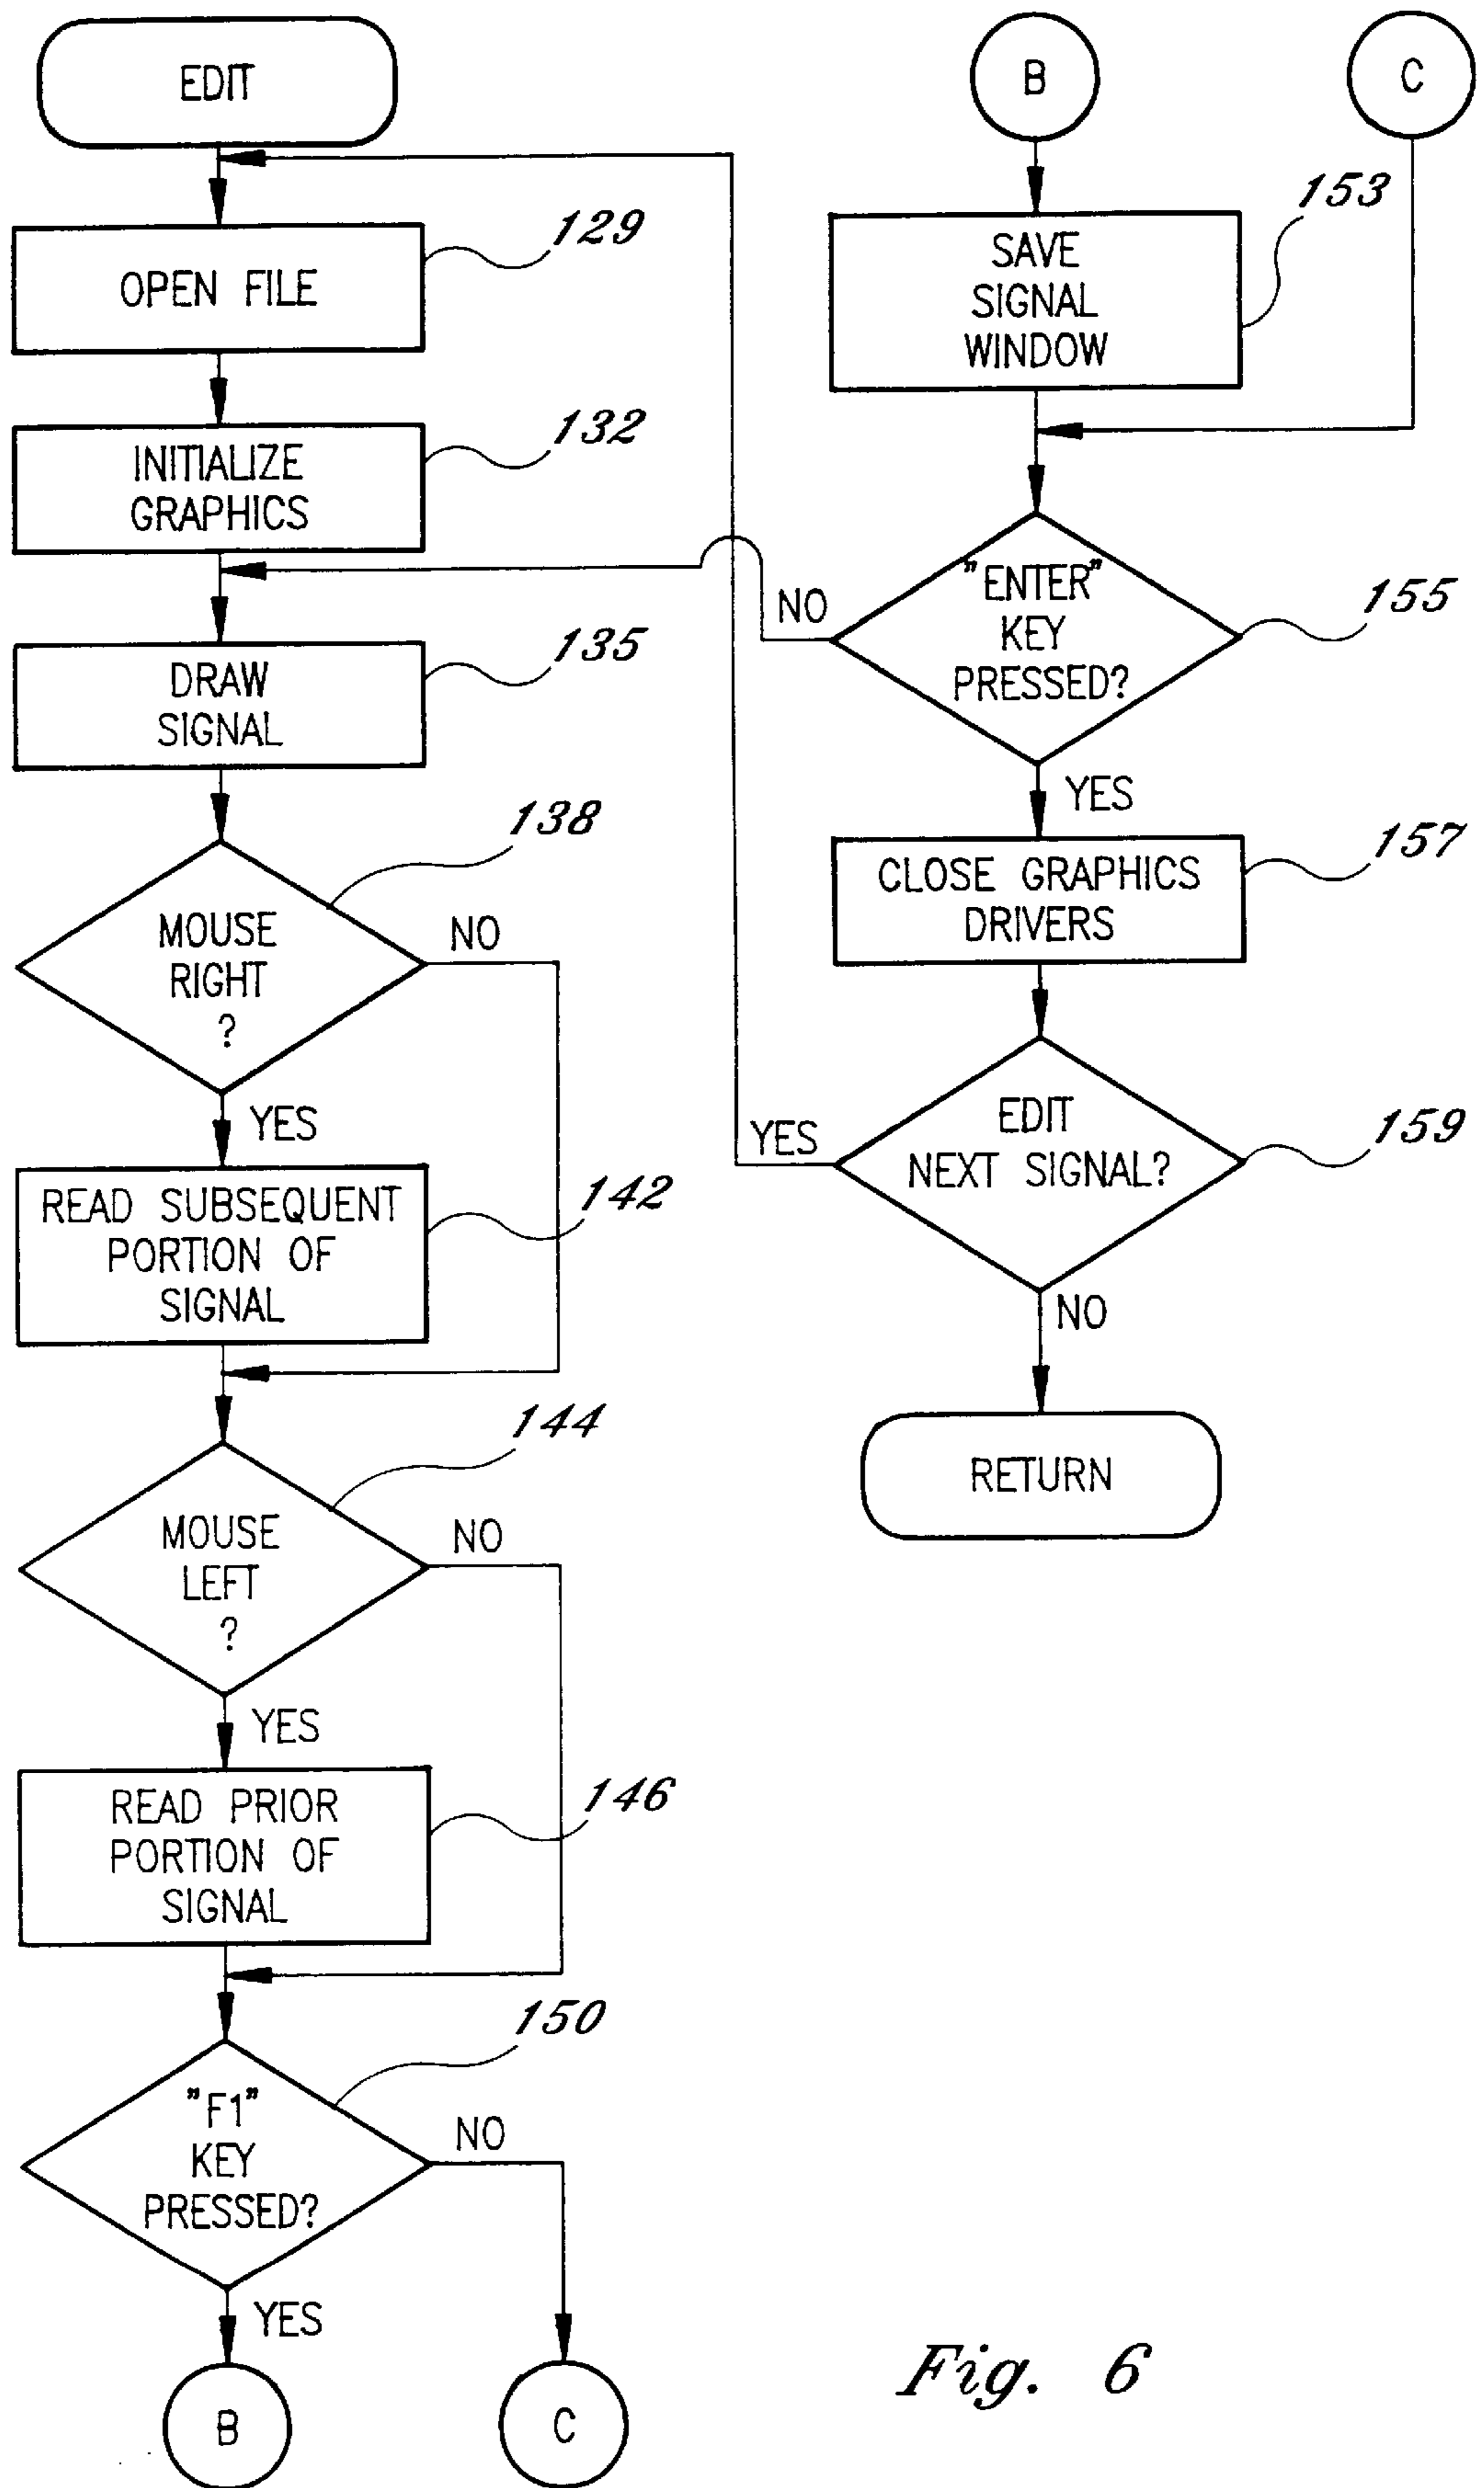 EDIT
129
OPEN FILE
132
INITIALIZE
GRAPHICS
135
DRAW
SIGNAL
138
MOUSE
RIGHT
?
NO
YES
142
READ SUBSEQUENT
PORTION OF
SIGNAL
144
MOUSE
LEFT
?
NO
YES
146
READ PRIOR
PORTION OF
SIGNAL
150
"F1"
KEY
PRESSED?
NO
YES
B
C
B
C
153
SAVE
SIGNAL
WINDOW
155
"ENTER"
KEY
PRESSED?
NO
YES
157
CLOSE GRAPHICS
DRIVERS
159
EDIT
NEXT SIGNAL?
YES
NO
RETURN
Fig. 6